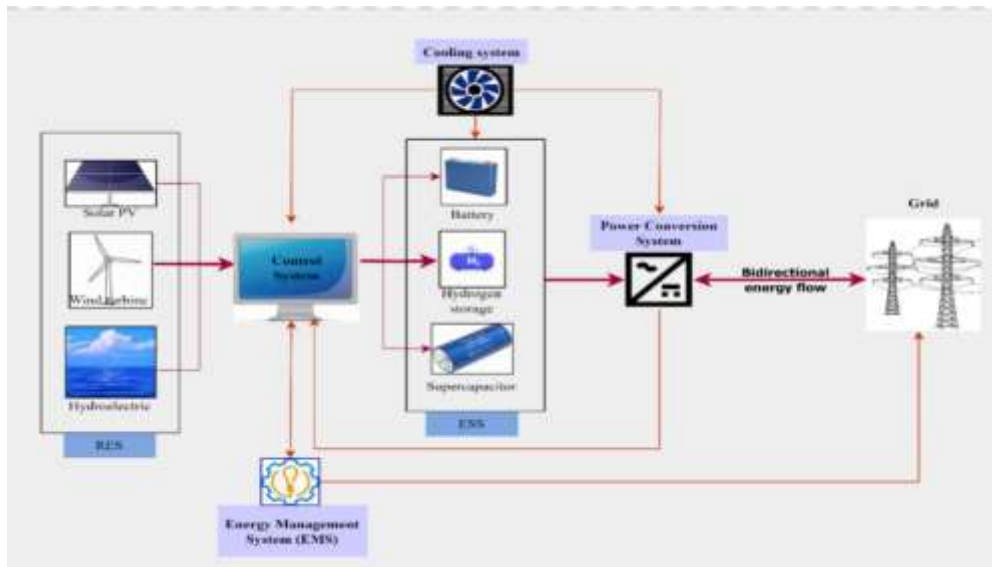 Cooling system
Solar PV
Wind turbine
Hydroelectric
RES
Control
System
Battery
H₂
Hydrogen
storage
Supercapacitor
ESS
Power Conversion
System
Bidirectional
energy flow
Grid
Energy Management
System (EMS)